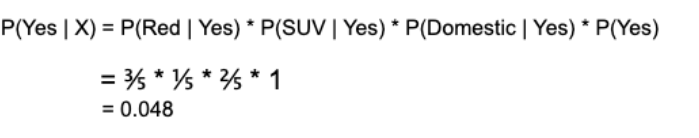 P(Yes | X) = P(Red | Yes) * P(SUV | Yes) * P(Domestic | Yes) * P(Yes)
= ⅗ * ⅕ * ⅖ * 1
= 0.048